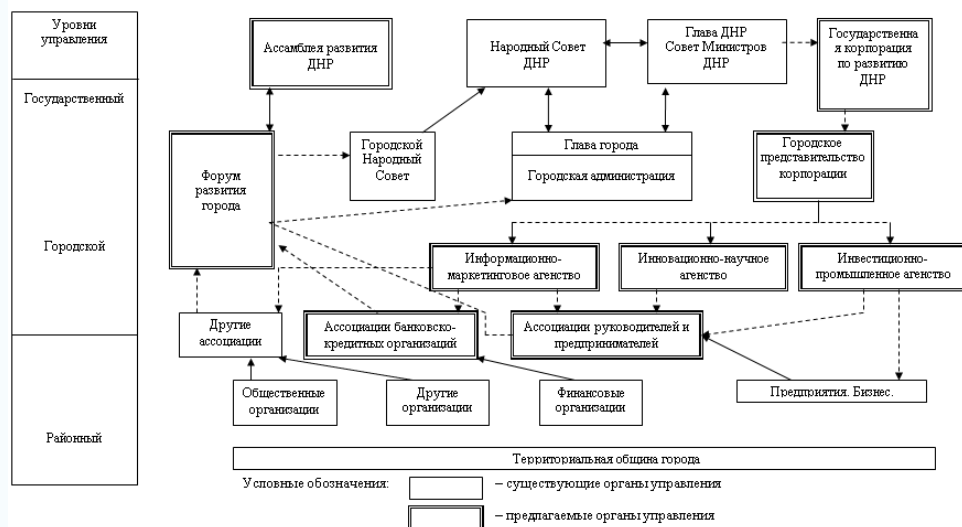 Уровни
управления
Государственный
Городской
Районный
Ассамблея развития
ДНР
Народный Совет
ДНР
Глава ДНР
Совет Министров
ДНР
Государственна
я корпорация
по развитию
ДНР
Форум
развития
города
Городской
Народный
Совет
Глава города
Городская администрация
Городское
представительство
корпорации
Информационно-
маркетинговое агенство
Инновационно-научное
агенство
Инвестиционно-
промышленное агенство
Другие
ассоциации
Ассоциации банковско-
кредитных организаций
Ассоциации руководителей и
предпринимателей
Общественные
организации
Другие
организации
Финансовые
организации
Предприятия. Бизнес.
Территориальная община города
Условные обозначения:
– существующие органы управления
– предлагаемые органы управления